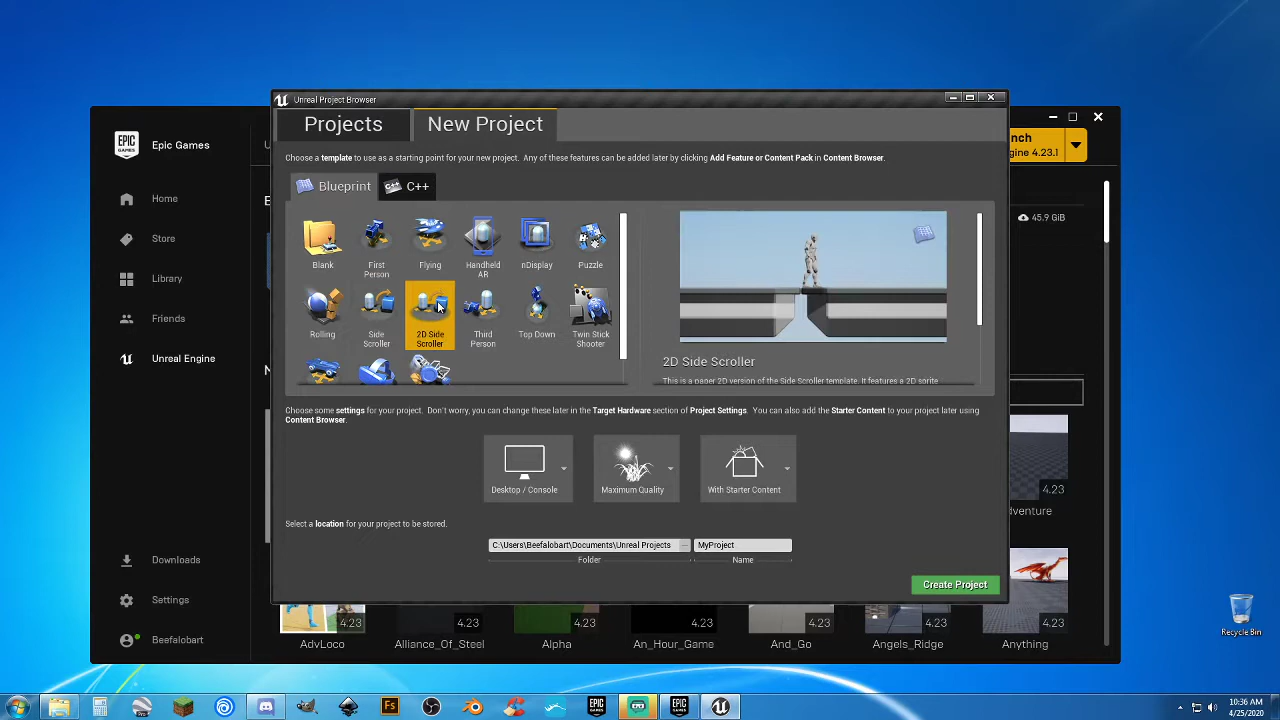 Unreal Project Browser
Projects
New Project
Choose a template to use as a starting point for your new project. Any of these features can be added later by clicking Add Feature or Content Pack in Content Browser.
Blueprint
C++
Blank
First
Person
Flying
Handheld
AR
nDisplay
Puzzle
Rolling
Side
Scroller
2D Side
Scroller
Third
Person
Top Down
Twin Stick
Shooter
2D Side Scroller
This is a paper 2D version of the Side Scroller template. It features a 2D sprite
Choose some settings for your project. Don't worry, you can change these later in the Target Hardware section of Project Settings. You can also add the Starter Content to your project later using
Content Browser.
Desktop / Console
Maximum Quality
With Starter Content
Select a location for your project to be stored.
C:\Users\Beefalobart\Documents\Unreal Projects
...
MyProject
Folder
Name
Create Project
EPIC
GAMES
Epic Games
U
Home
E
Store
Library
Friends
Unreal Engine
M
Downloads
Settings
Beefalobart
nch
gine 4.23.1
45.9 GiB
4.23
dventure
4.23
4.23
AdvLoco
4.23
Alliance_Of_Steel
4.23
Alpha
4.23
An_Hour_Game
4.23
And_Go
4.23
Angels_Ridge
4.23
Anything
Recycle Bin
Pro
Fs
EPIC
GAMES
EPIC
GAMES
10:36 AM
4/25/2020